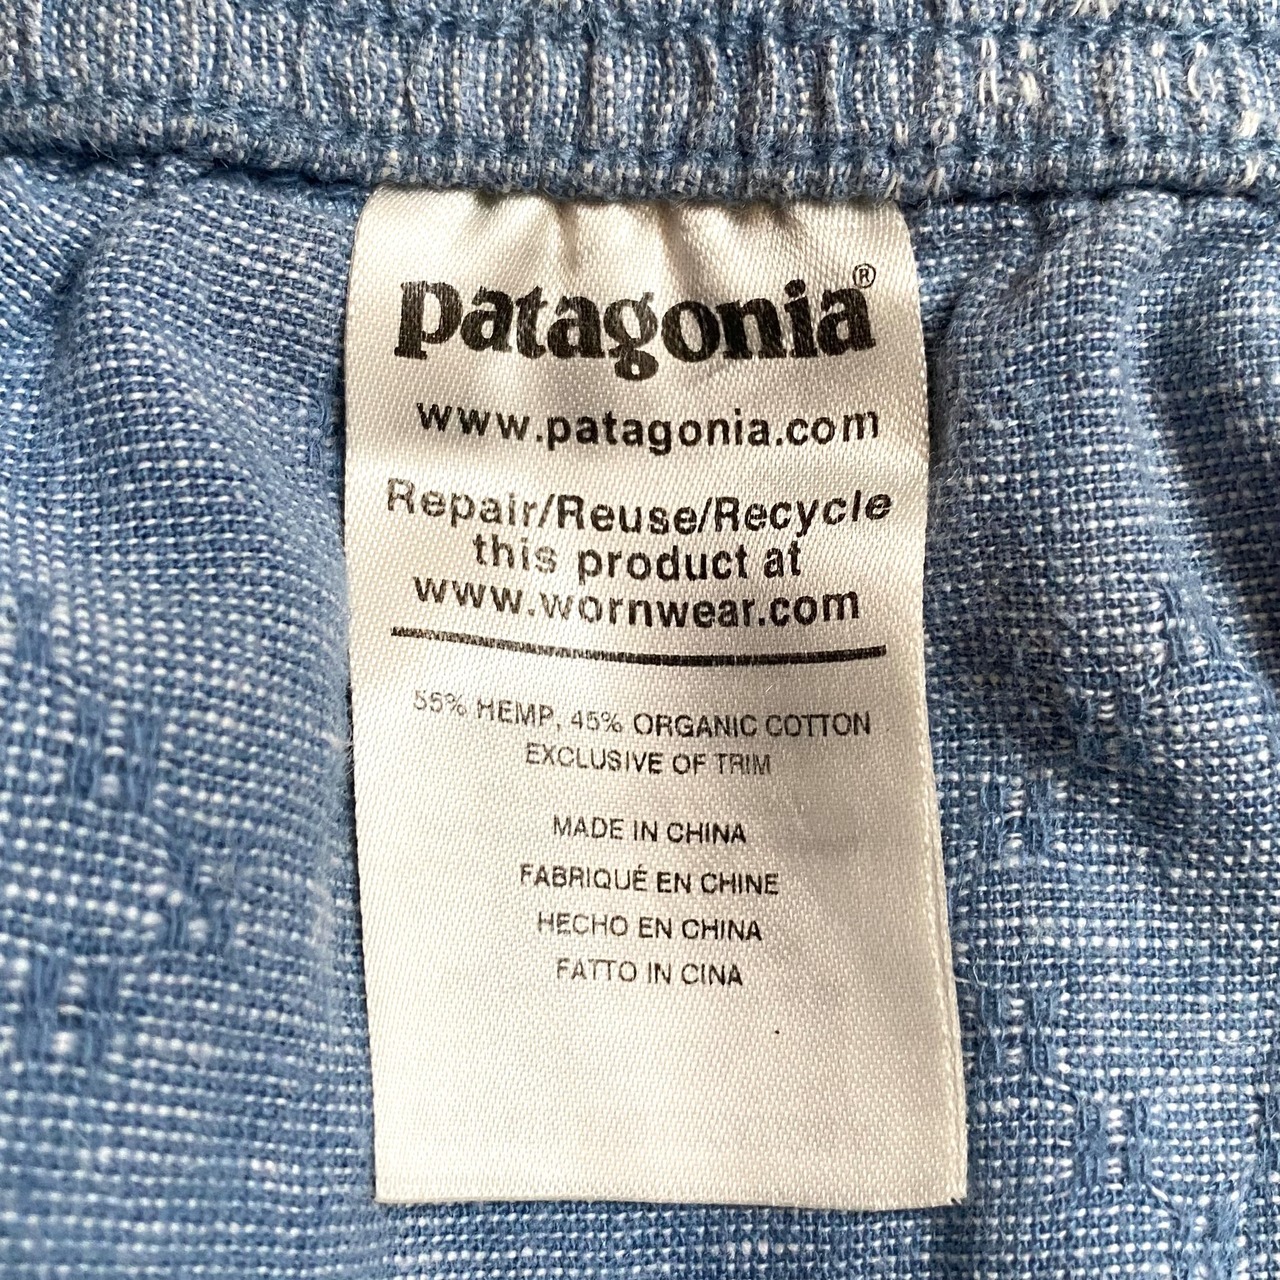 patagonia®
www.patagonia.com
Repair/Reuse/Recycle
this product at
www.wornwear.com
55% HEMP, 45% ORGANIC COTTON
EXCLUSIVE OF TRIM
MADE IN CHINA
FABRIQUÉ EN CHINE
HECHO EN CHINA
FATTO IN CINA